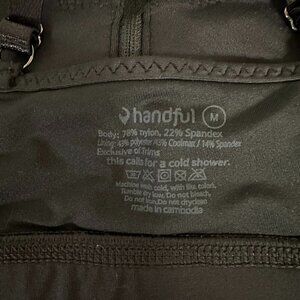 handful M
Body: 78% nylon, 22% Spandex
Lining: 43% polyester /43% Coolmax / 14% Spandex
Exclusive of Trims
this calls for a cold shower.
Machine wash cold, with like colors.
Tumble dry low. Do not bleach.
Do not iron. Do not dryclean
made in cambodia